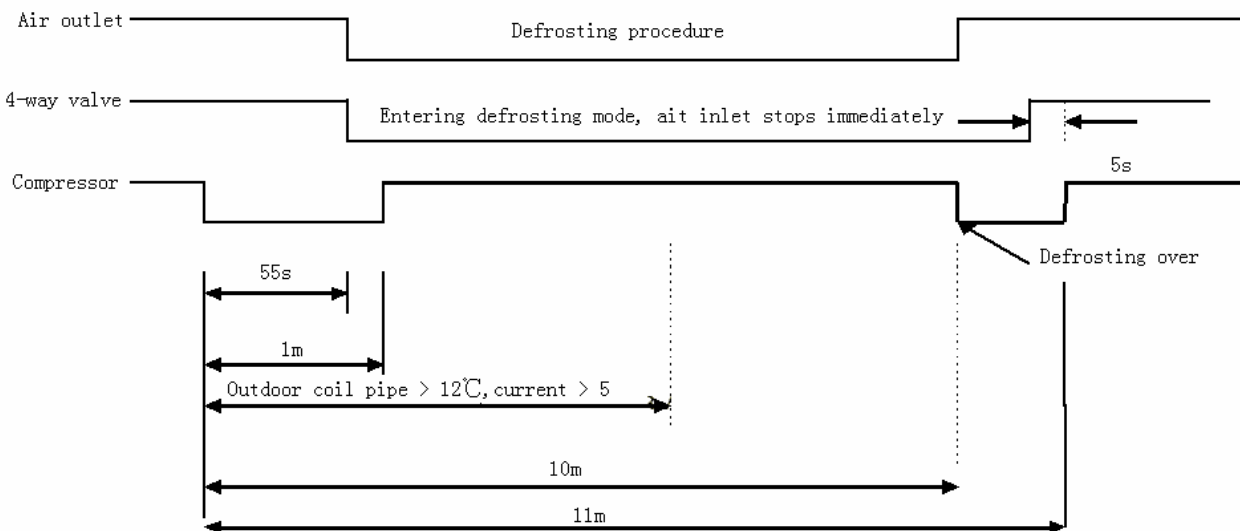 Air outlet
Defrosting procedure
4-way valve
Entering defrosting mode, ait inlet stops immediately
Compressor
5s
Defrosting over
55s
1m
Outdoor coil pipe > 12℃, current > 5
10m
11m